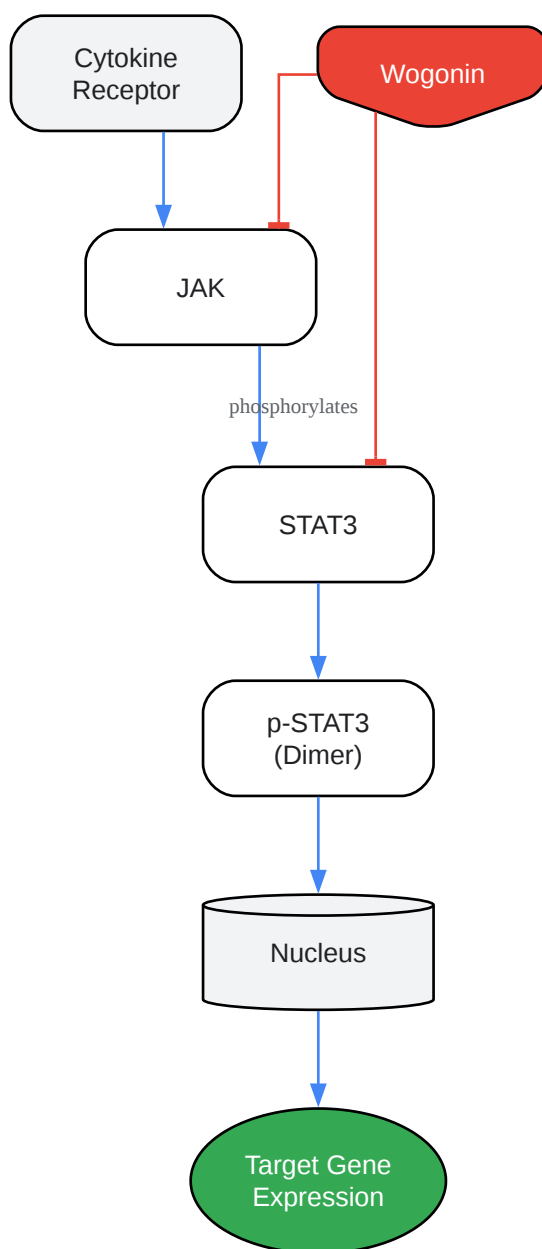 Cytokine
Receptor
Wogonin
JAK
phosphorylates
STAT3
p-STAT3
(Dimer)
Nucleus
Target Gene
Expression